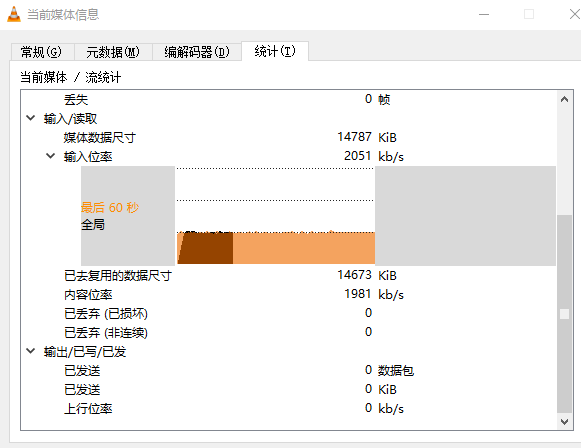 当前媒体信息
常规(G) 元数据(M) 编解码器(D) 统计(T)
当前媒体 / 流统计
丢失 0 帧
输入/读取
媒体数据尺寸 14787 KiB
输入位率 2051 kb/s
最后 60 秒
全局
已去复用的数据尺寸 14673 KiB
内容位率 1981 kb/s
已丢弃 (已损坏) 0
已丢弃 (非连续) 0
输出/已写/已发
已发送 0 数据包
已发送 0 KiB
上行位率 0 kb/s